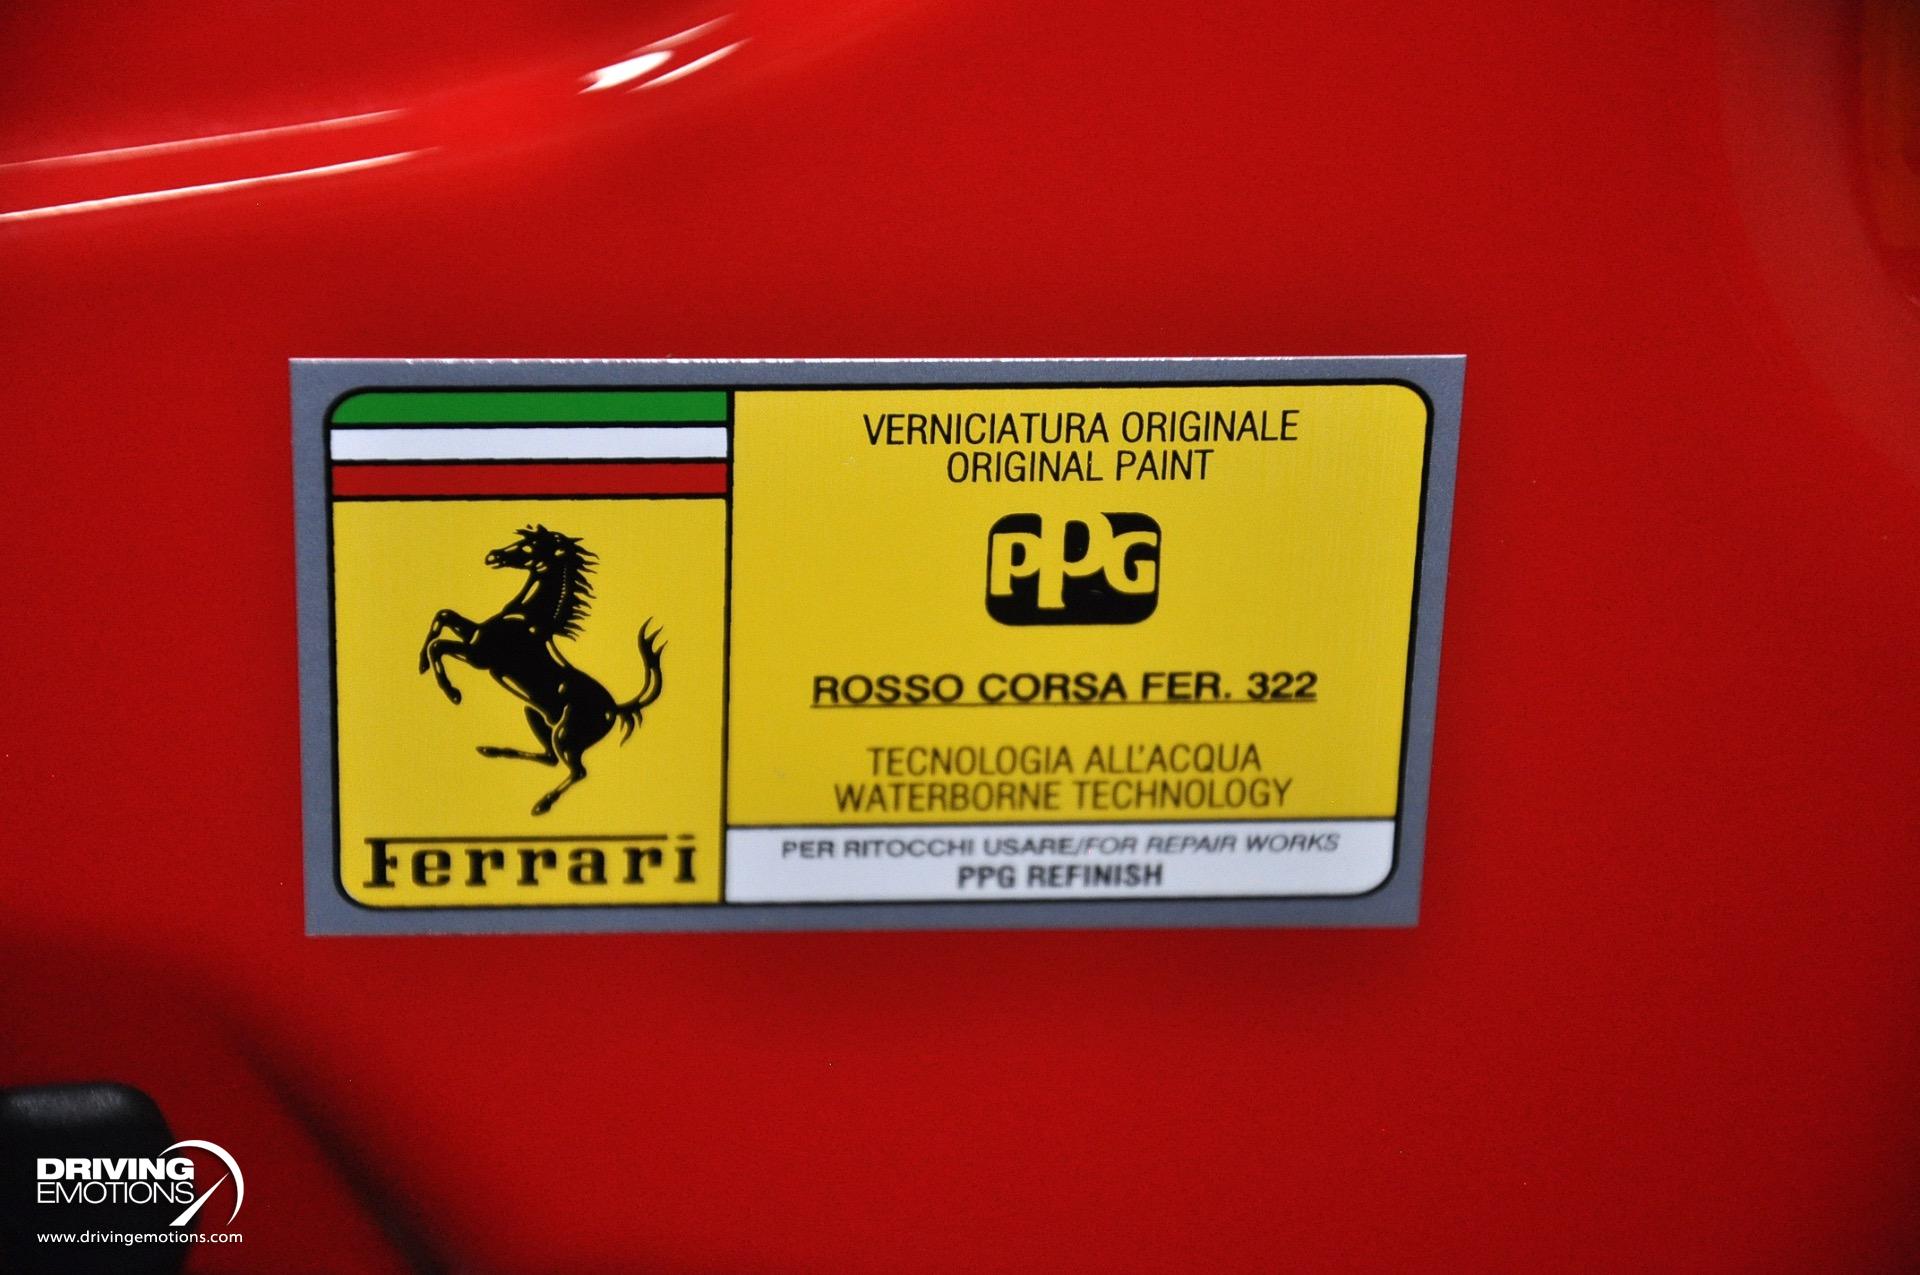 VERNICIATURA ORIGINALE
ORIGINAL PAINT
PPG
ROSSO CORSA FER. 322
TECNOLOGIA ALL'ACQUA
WATERBORNE TECHNOLOGY
Ferrari
PER RITOCCHI USARE/FOR REPAIR WORKS
PPG REFINISH
DRIVING
EMOTIONS
www.drivingemotions.com